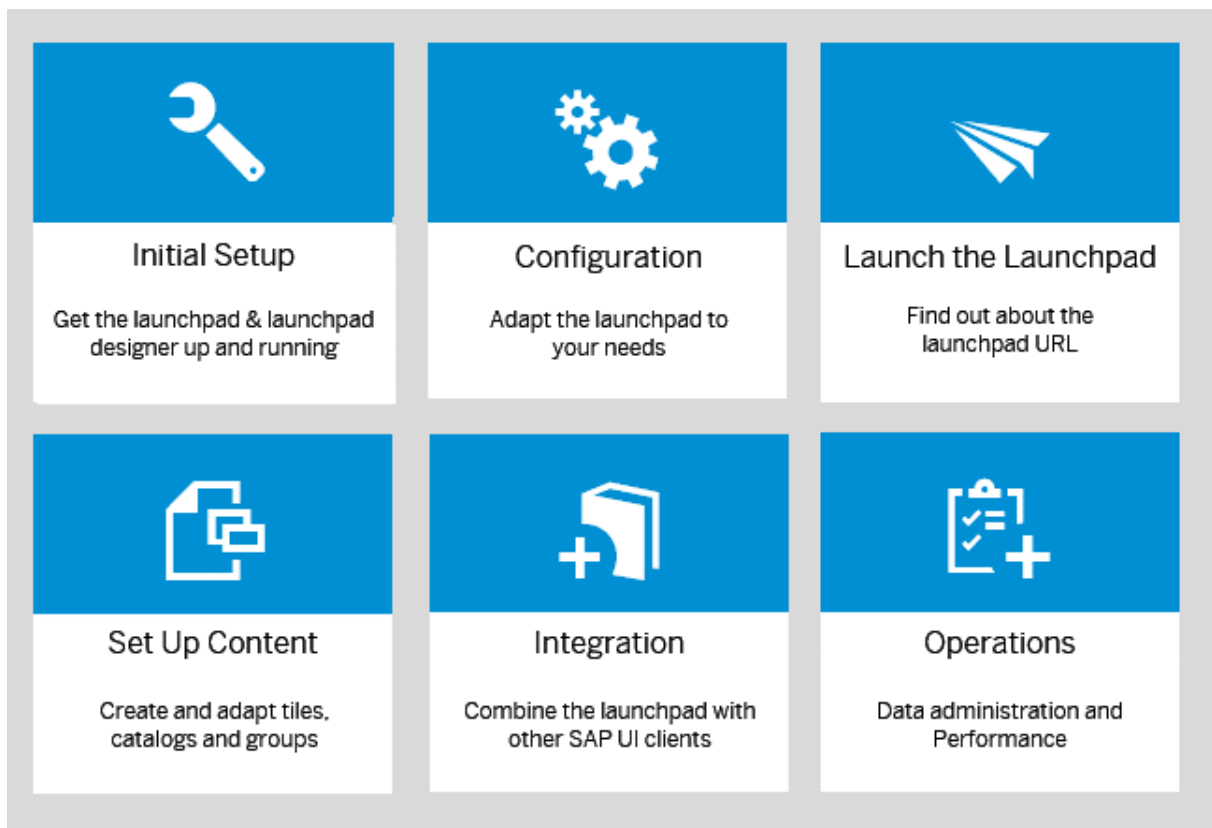 Initial Setup
Get the launchpad & launchpad
designer up and running
Configuration
Adapt the launchpad to
your needs
Launch the Launchpad
Find out about the
launchpad URL
Set Up Content
Create and adapt tiles,
catalogs and groups
Integration
Combine the launchpad with
other SAP UI clients
Operations
Data administration and
Performance